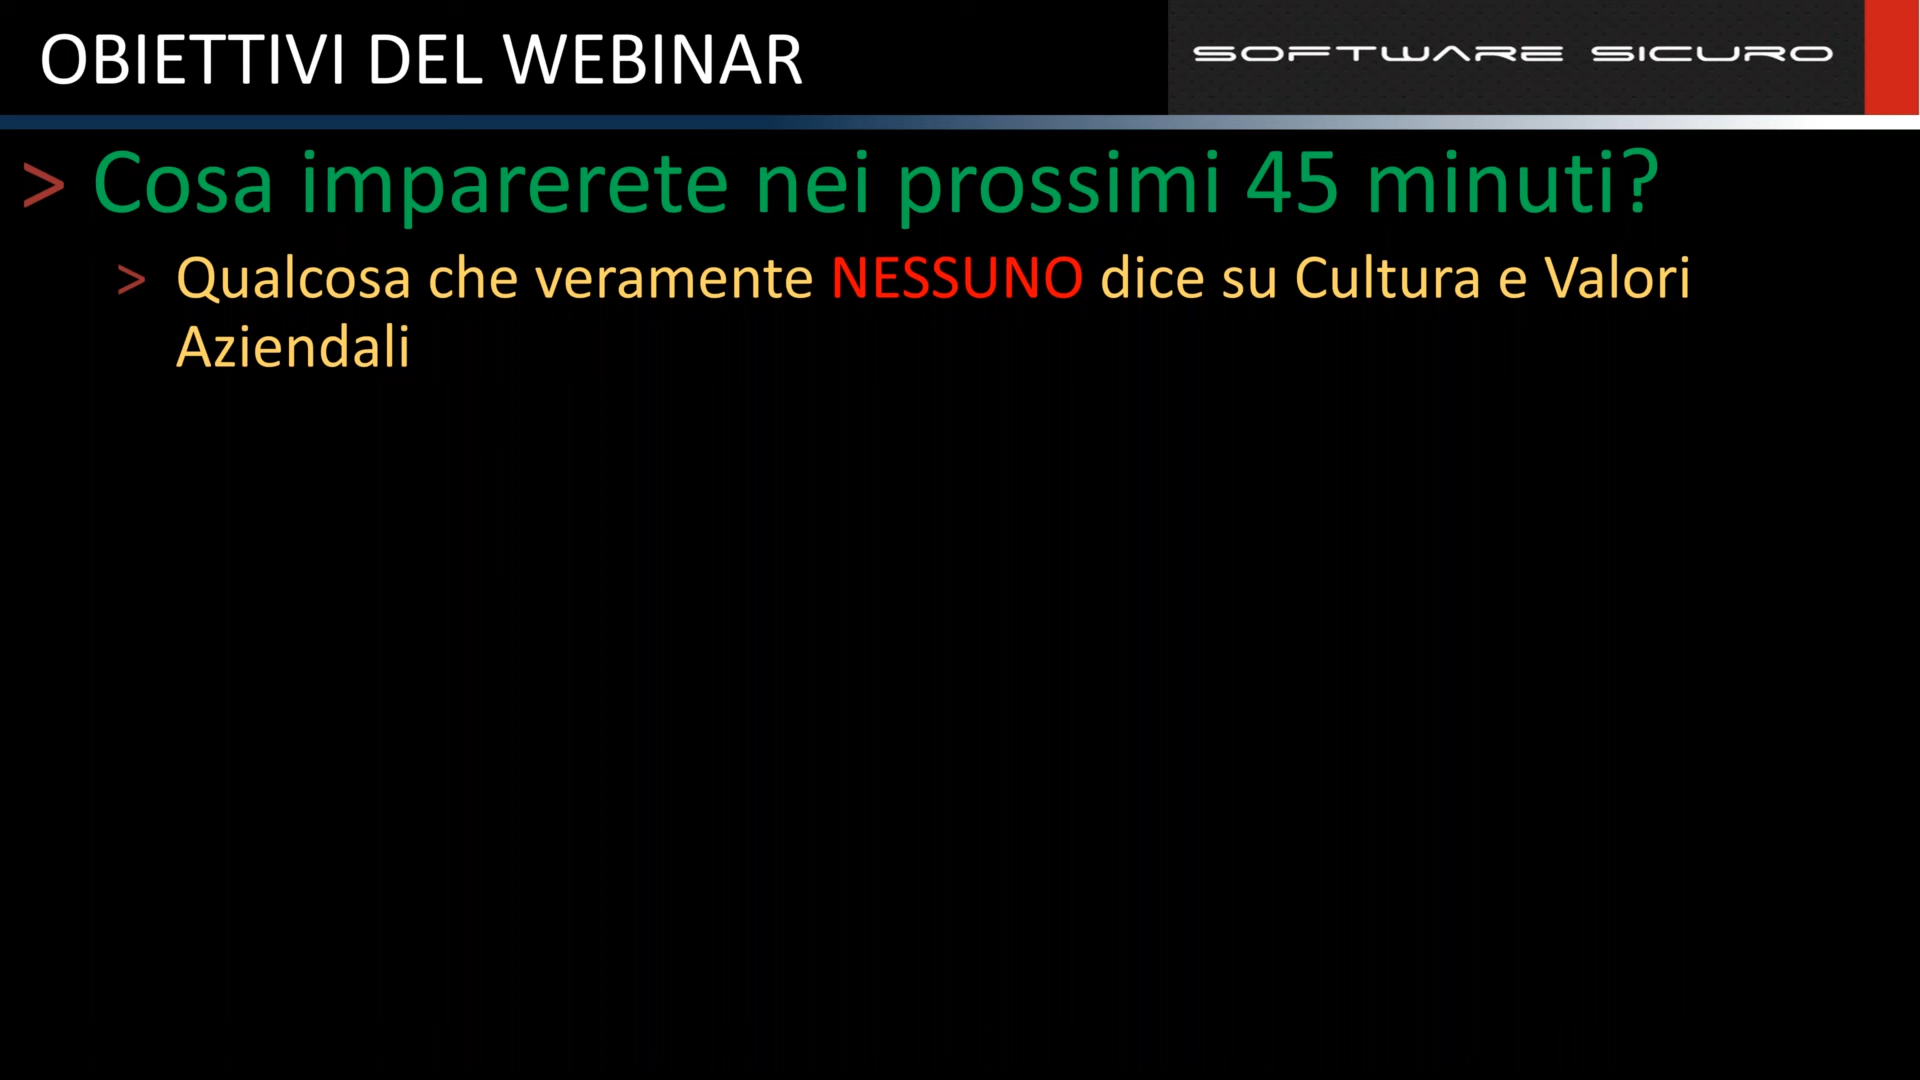 OBIETTIVI DEL WEBINAR
SOFTWARE SICURO
> Cosa imparerete nei prossimi 45 minuti?
> Qualcosa che veramente NESSUNO dice su Cultura e Valori
Aziendali